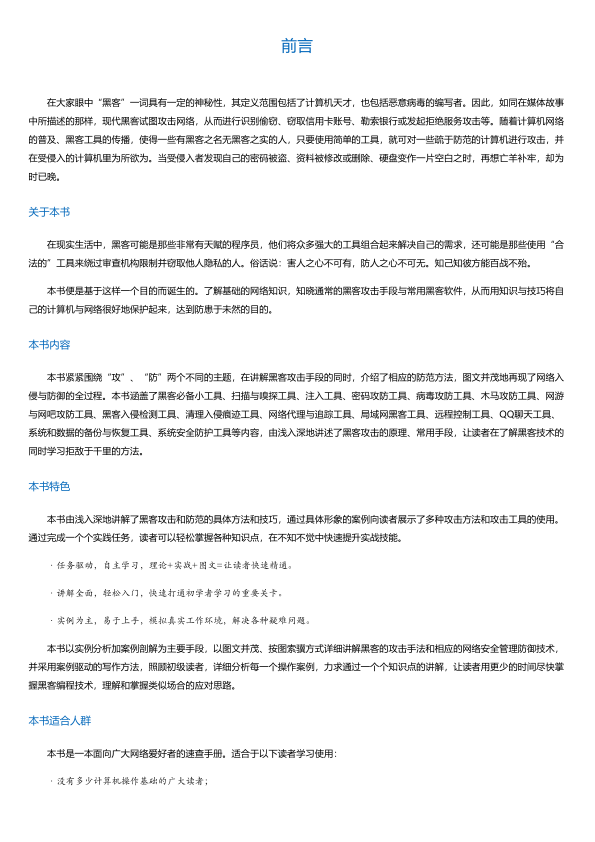 前言
在大家眼中“黑客”一词具有一定的神秘性，其定义范围包括了计算机天才，也包括恶意病毒的编写者。因此，如同在媒体故事
中所描述的那样，现代黑客试图攻击网络，从而进行识别偷窃、窃取信用卡账号、勒索银行或发起拒绝服务攻击等。随着计算机网络
的普及、黑客工具的传播，使得一些有黑客之名无黑客之实的人，只要使用简单的工具，就可对一些疏于防范的计算机进行攻击，并
在受侵入的计算机里为所欲为。当受侵入者发现自己的密码被盗、资料被修改或删除、硬盘变作一片空白之时，再想亡羊补牢，却为
时已晚。
关于本书
在现实生活中，黑客可能是那些非常有天赋的程序员，他们将众多强大的工具组合起来解决自己的需求，还可能是那些使用“合
法的”工具来绕过审查机构限制并窃取他人隐私的人。俗话说：害人之心不可有，防人之心不可无。知己知彼方能百战不殆。
本书便是基于这样一个目的而诞生的。了解基础的网络知识，知晓通常的黑客攻击手段与常用黑客软件，从而用知识与技巧将自
己的计算机与网络很好地保护起来，达到防患于未然的目的。
本书内容
本书紧紧围绕“攻”、“防”两个不同的主题，在讲解黑客攻击手段的同时，介绍了相应的防范方法，图文并茂地再现了网络入
侵与防御的全过程。本书涵盖了黑客必备小工具、扫描与嗅探工具、注入工具、密码攻防工具、病毒攻防工具、木马攻防工具、网游
与网吧攻防工具、黑客入侵检测工具、清理入侵痕迹工具、网络代理与追踪工具、局域网黑客工具、远程控制工具、QQ聊天工具、
系统和数据的备份与恢复工具、系统安全防护工具等内容，由浅入深地讲述了黑客攻击的原理、常用手段，让读者在了解黑客技术的
同时学习拒敌于千里的方法。
本书特色
本书由浅入深地讲解了黑客攻击和防范的具体方法和技巧，通过具体形象的案例向读者展示了多种攻击方法和攻击工具的使用。
通过完成一个个实践任务，读者可以轻松掌握各种知识点，在不知不觉中快速提升实战技能。
· 任务驱动，自主学习，理论+实战+图文=让读者快速精通。
· 讲解全面，轻松入门，快速打通初学者学习的重要关卡。
· 实例为主，易于上手，模拟真实工作环境，解决各种疑难问题。
本书以实例分析加案例剖解为主要手段，以图文并茂、按图索骥方式详细讲解黑客的攻击手法和相应的网络安全管理防御技术，
并采用案例驱动的写作方法，照顾初级读者，详细分析每一个操作案例，力求通过一个个知识点的讲解，让读者用更少的时间尽快掌
握黑客编程技术，理解和掌握类似场合的应对思路。
本书适合人群
本书是一本面向广大网络爱好者的速查手册。适合于以下读者学习使用：
· 没有多少计算机操作基础的广大读者；